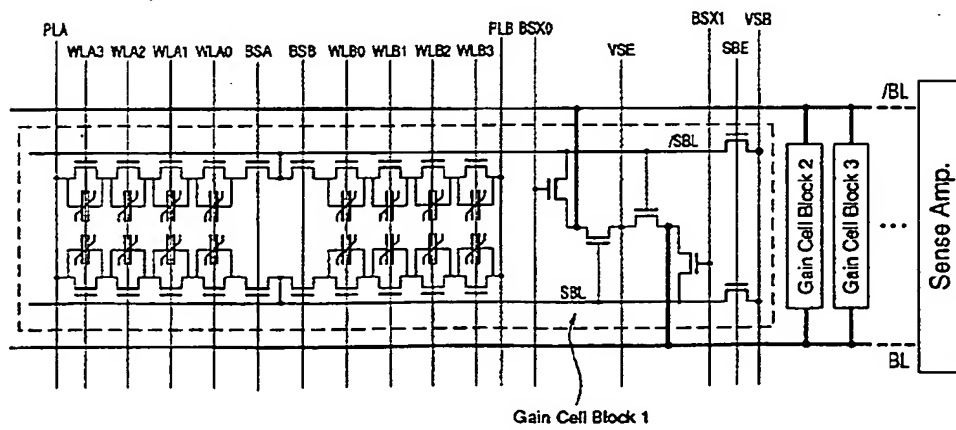 PLA
WLA3
WLA2
WLA1
WLA0
BSA
BSB
WLB0
WLB1
WLB2
WLB3
PLB
BSX0
VSE
BSX1
SBE
VSB
/BL
/SBL
SBL
BL
Gain Cell Block 2
Gain Cell Block 3
...
Sense Amp.
Gain Cell Block 1